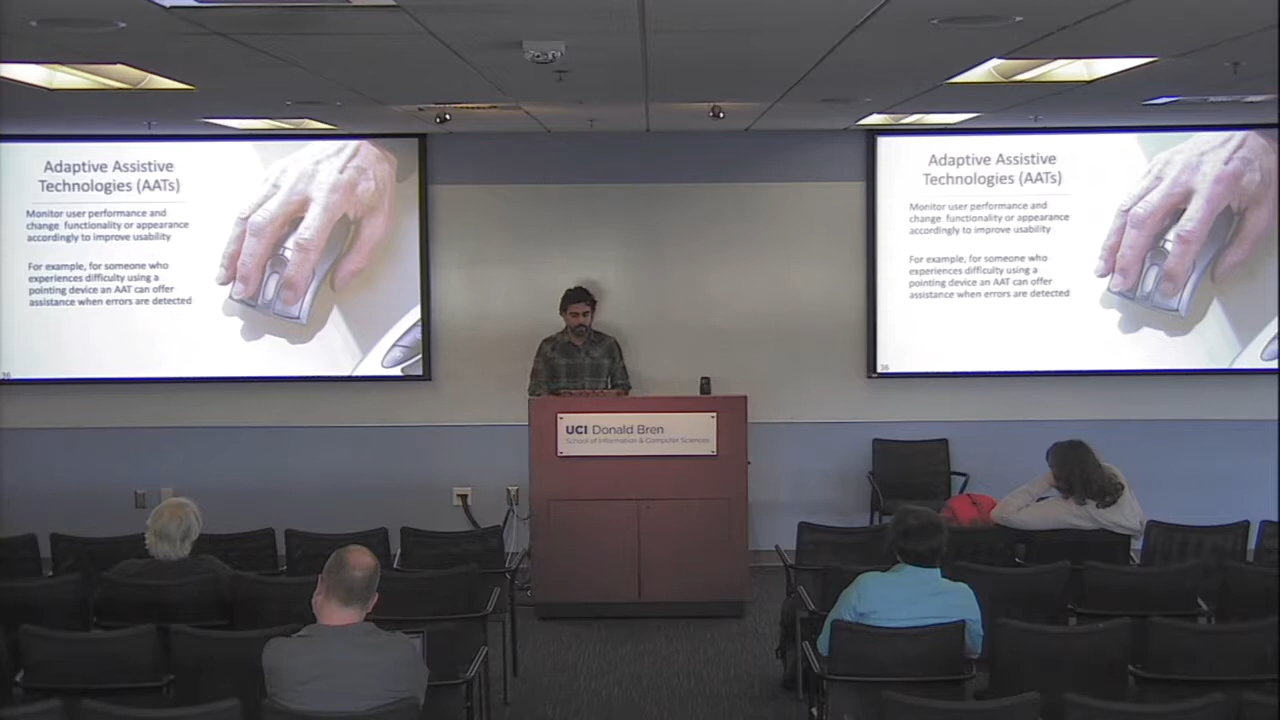 Adaptive Assistive
Technologies (AATs)
Monitor user performance and
change functionality or appearance
accordingly to improve usability
For example, for someone who
experiences difficulty using a
pointing device an AAT can offer
assistance when errors are detected
36
Adaptive Assistive
Technologies (AATs)
Monitor user performance and
change functionality or appearance
accordingly to improve usability
For example, for someone who
experiences difficulty using a
pointing device an AAT can offer
assistance when errors are detected
36
UCI Donald Bren
School of Information & Computer Sciences